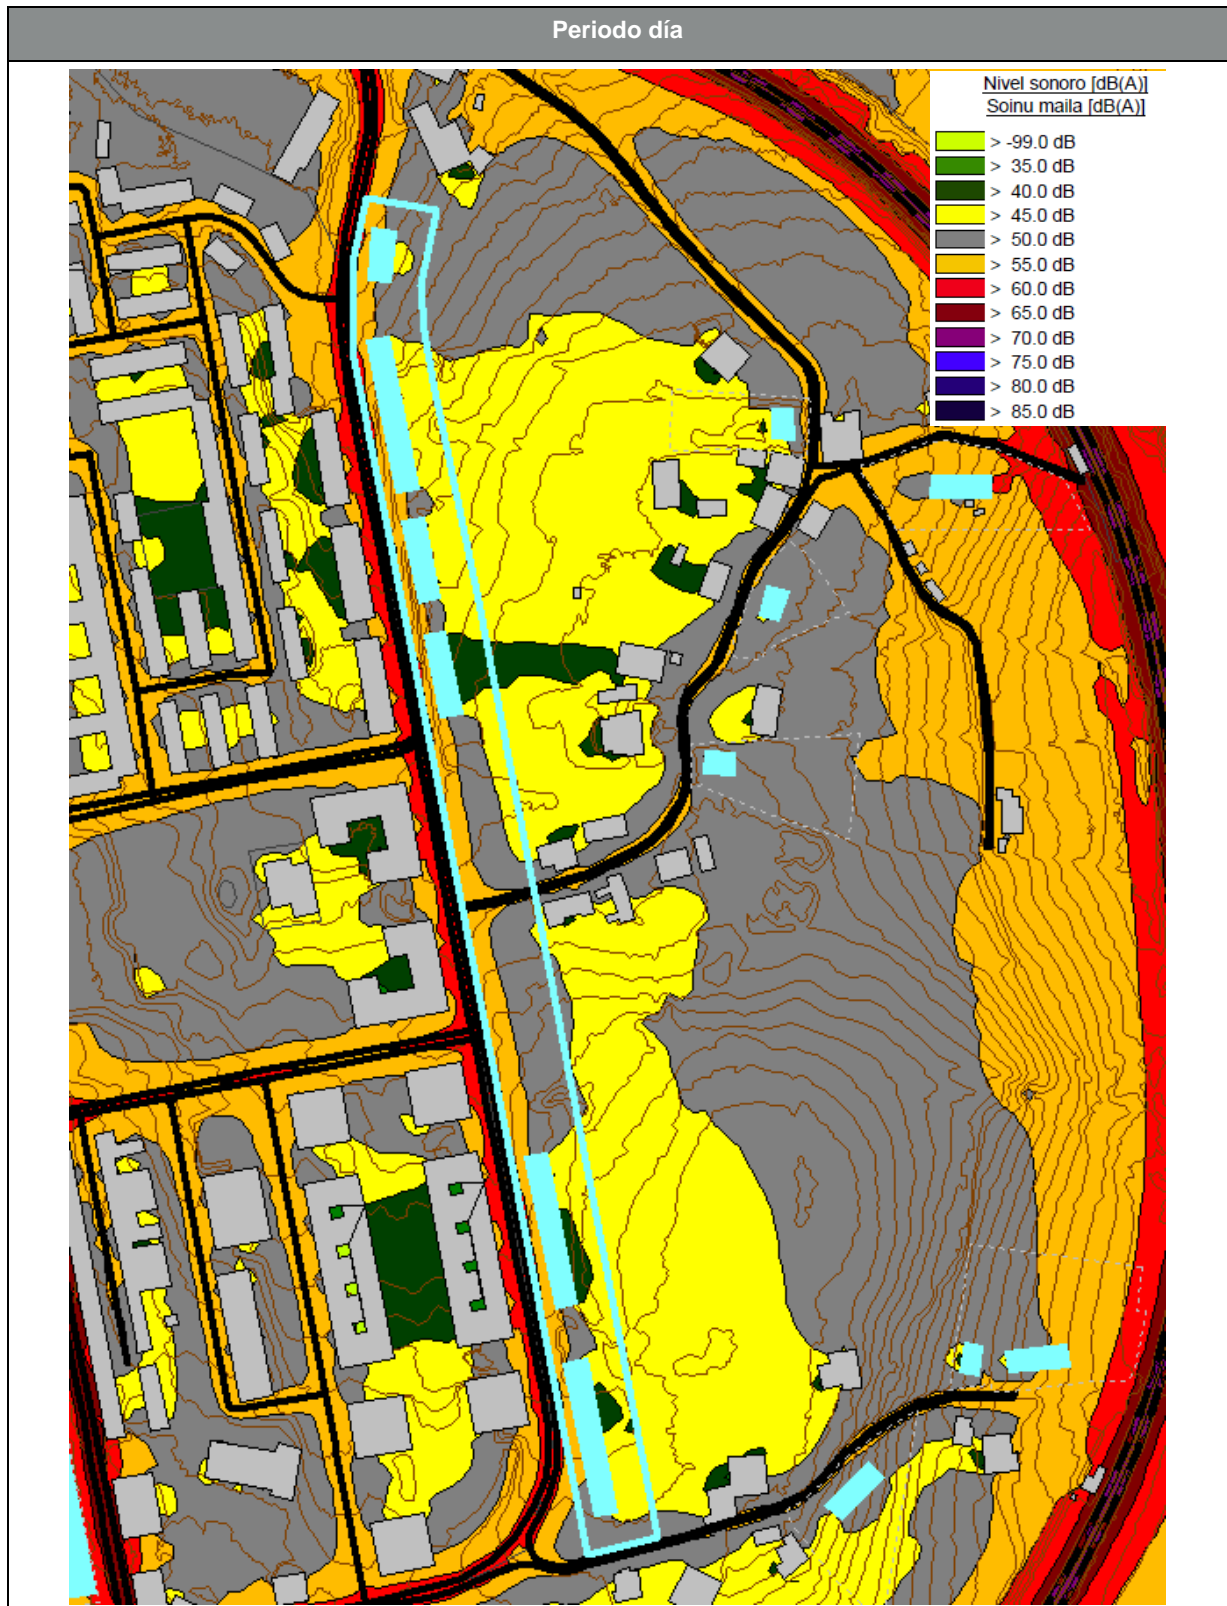 Periodo día
Nivel sonoro [dB(A)]
Soinu maila [dB(A)]
> -99.0 dB
> 35.0 dB
> 40.0 dB
> 45.0 dB
> 50.0 dB
> 55.0 dB
> 60.0 dB
> 65.0 dB
> 70.0 dB
> 75.0 dB
> 80.0 dB
> 85.0 dB